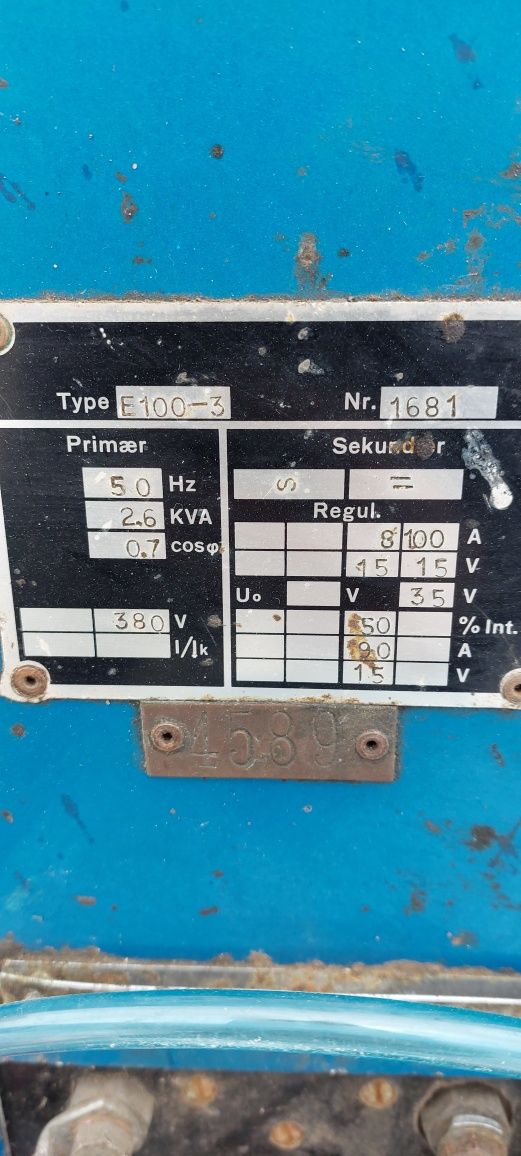 Type E100-3 Nr. 1681
Primær Sekundær
50 Hz S =
2.6 KVA Regul.
0.7 cosφ 8 100 A
15 15 V
Uo V 35 V
380 V 50 % Int.
I/Ik A
15 V
4589